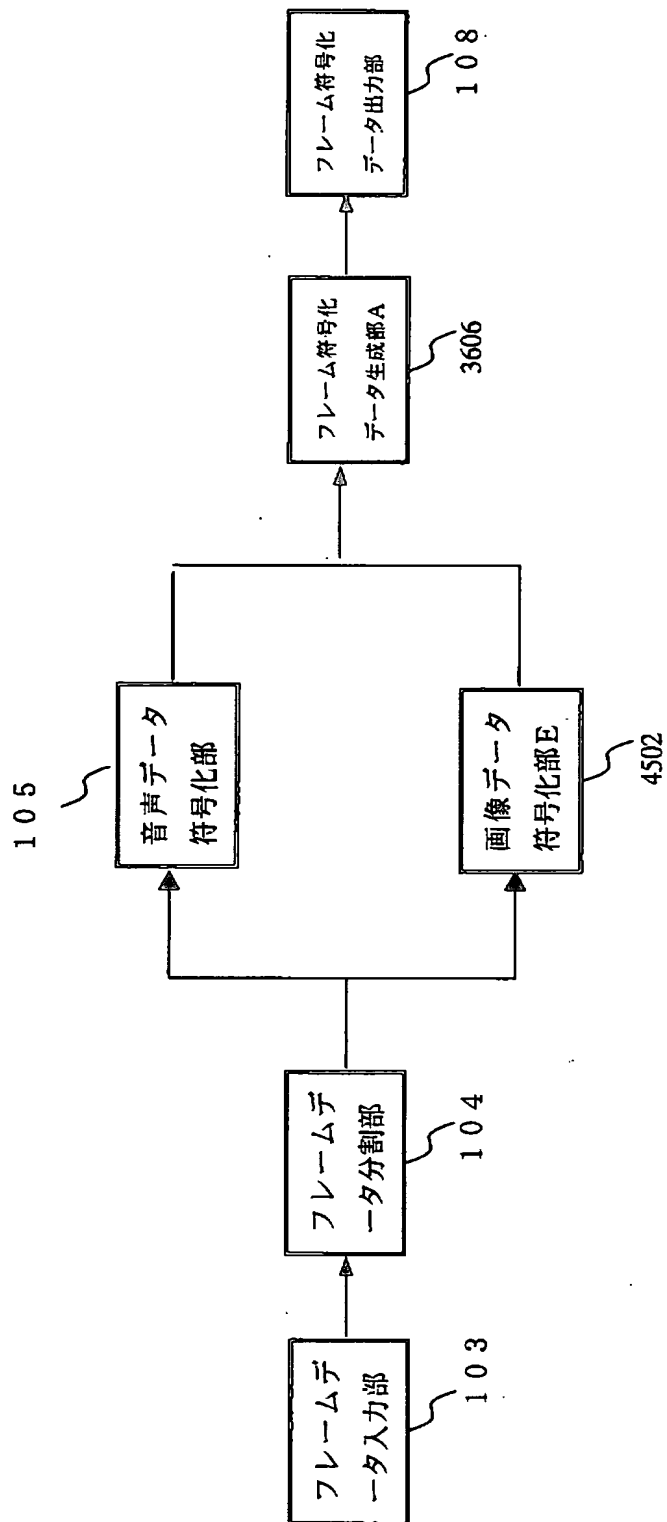 フレームデ
ータ入力部
103
フレームデ
ータ分割部
104
105
音声データ
符号化部
画像データ
符号化部E
4502
フレーム符号化
データ生成部A
3606
フレーム符号化
データ出力部
108